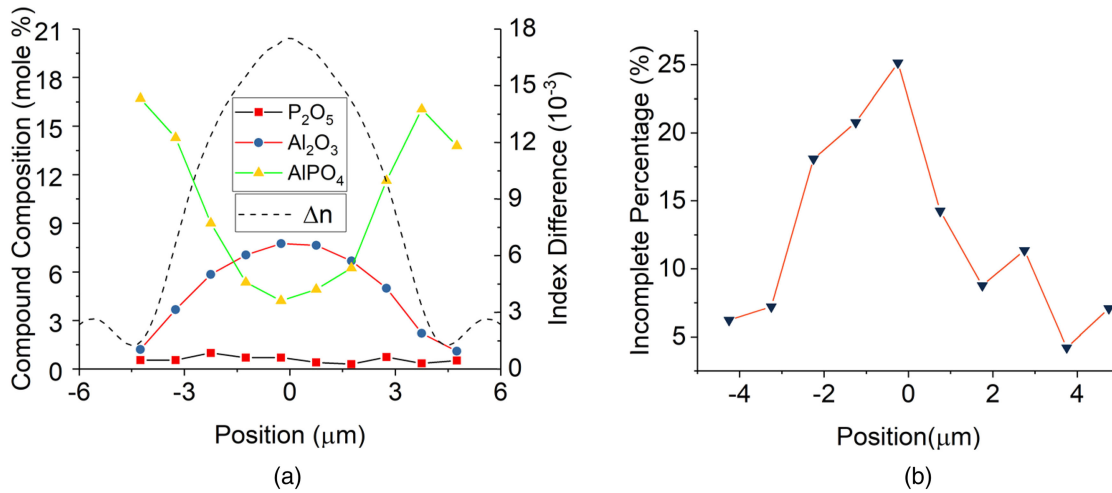 Compound Composition (mole %)
21
18
15
12
9
6
3
0
P₂O₅
Al₂O₃
AlPO₄
Δn
18
15
12
9
6
3
0
Index Difference (10⁻³)
-6
-3
0
3
6
Position (μm)
(a)
Incomplete Percentage (%)
25
20
15
10
5
-4
-2
0
2
4
Position(μm)
(b)